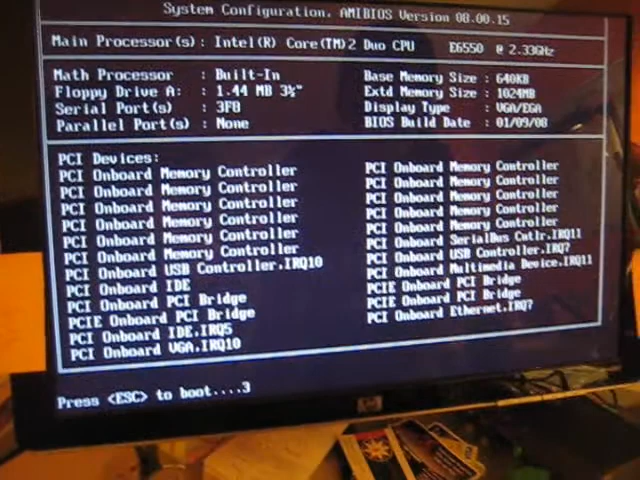 System Configuration. AMIBIOS Version 08.00.15
Main Processor(s) : Intel(R) Core(TM)2 Duo CPU E6550 @ 2.33GHz
Math Processor : Built-In Base Memory Size : 640KB
Floppy Drive A: : 1.44 MB 3½" Extd Memory Size : 1024MB
Serial Port(s) : 3F8 Display Type : VGA/EGA
Parallel Port(s) : None BIOS Build Date : 01/09/08
PCI Devices:
PCI Onboard Memory Controller
PCI Onboard Memory Controller
PCI Onboard Memory Controller
PCI Onboard Memory Controller
PCI Onboard Memory Controller
PCI Onboard Memory Controller
PCI Onboard USB Controller.IRQ10
PCI Onboard IDE
PCI Onboard PCI Bridge
PCIE Onboard PCI Bridge
PCI Onboard IDE.IRQ5
PCI Onboard VGA.IRQ10
PCI Onboard Memory Controller
PCI Onboard Memory Controller
PCI Onboard Memory Controller
PCI Onboard Memory Controller
PCI Onboard Memory Controller
PCI Onboard SerialBus Cntlr.IRQ11
PCI Onboard USB Controller.IRQ7
PCI Onboard Multimedia Device.IRQ11
PCIE Onboard PCI Bridge
PCIE Onboard PCI Bridge
PCI Onboard Ethernet.IRQ7
Press <ESC> to boot....3
hp